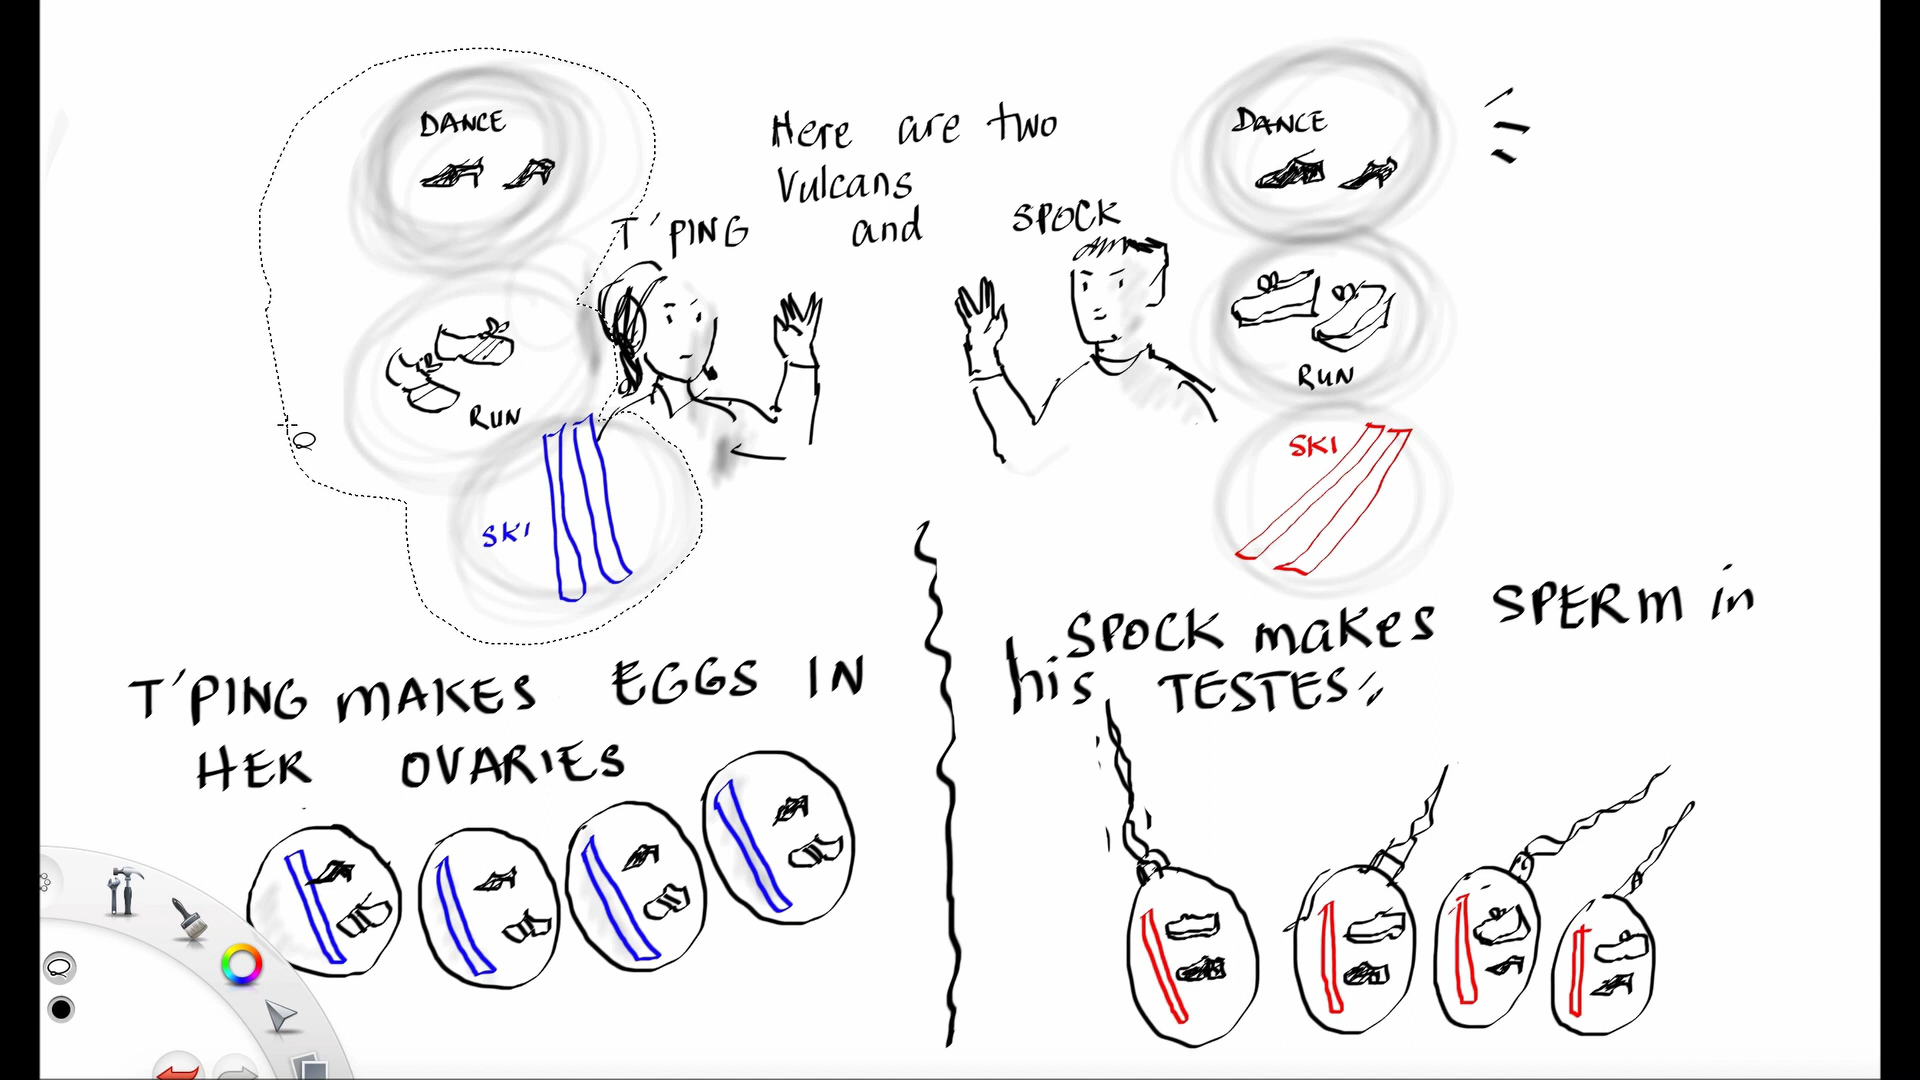 DANCE
Here are two
Vulcans
T'PING and SPOCK
RUN
SKI
DANCE
RUN
SKI
T'PING MAKES EGGS IN
HER OVARIES
SPOCK makes SPERM in
his TESTES